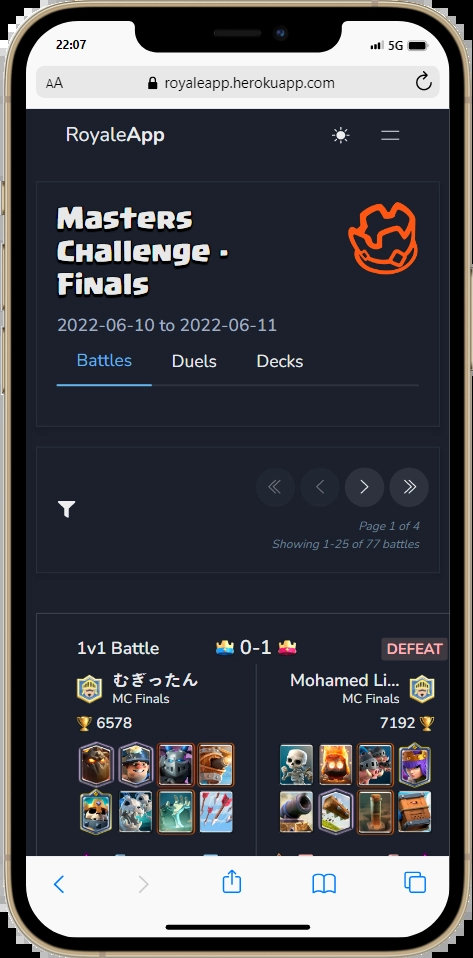 22:07
5G
AA
royaleapp.herokuapp.com
RoyaleApp
Masters
Challenge -
Finals
2022-06-10 to 2022-06-11
Battles Duels Decks
Page 1 of 4
Showing 1-25 of 77 battles
1v1 Battle 0-1 DEFEAT
むぎったん Mohamed Li...
MC Finals MC Finals
6578 7192